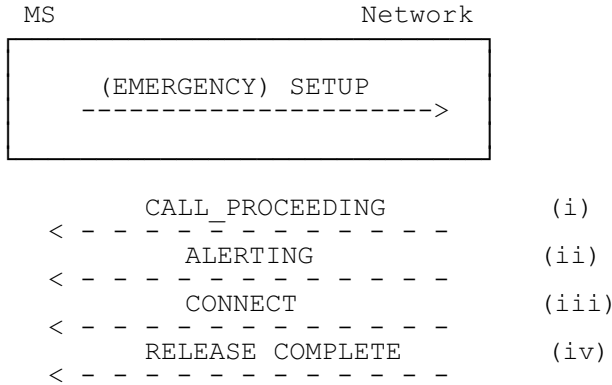 MS Network
(EMERGENCY) SETUP
---------------------->
CALL_PROCEEDING (i)
< - - - - - - - - - - - - -
ALERTING (ii)
< - - - - - - - - - - - - -
CONNECT (iii)
< - - - - - - - - - - - - -
RELEASE COMPLETE (iv)
< - - - - - - - - - - - - -